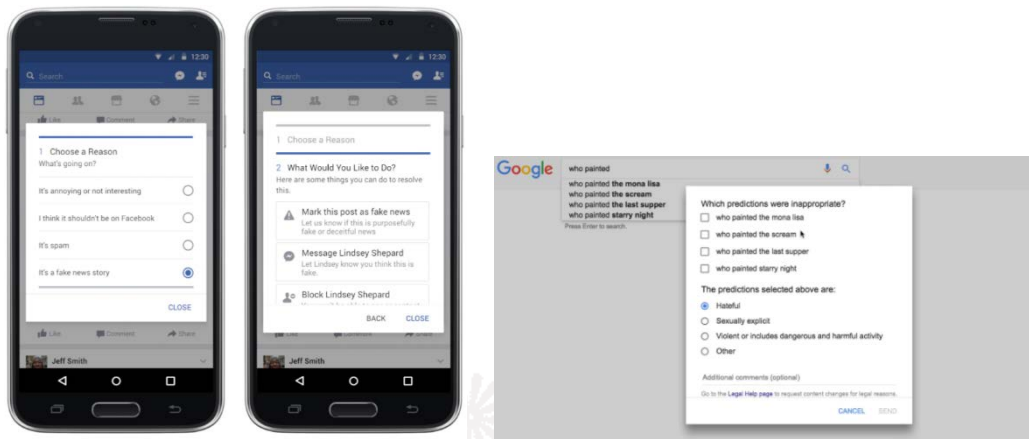 12:30
Search
Like Comment Share
1 Choose a Reason
What's going on?
It's annoying or not interesting
I think it shouldn't be on Facebook
It's spam
It's a fake news story
CLOSE
Like Comment Share
Jeff Smith
12:30
Search
1 Choose a Reason
2 What Would You Like to Do?
Here are some things you can do to resolve
this.
Mark this post as fake news
Let us know if this is purposefully
fake or deceitful news
Message Lindsey Shepard
Let Lindsey know you think this is
fake.
Block Lindsey Shepard
BACK CLOSE
Like Comment Share
Jeff Smith
Google
who painted
who painted the mona lisa
who painted the scream
who painted the last supper
who painted starry night
Press Enter to search.
Which predictions were inappropriate?
who painted the mona lisa
who painted the scream
who painted the last supper
who painted starry night
The predictions selected above are:
Hateful
Sexually explicit
Violent or includes dangerous and harmful activity
Other
Additional comments (optional)
Go to the Legal Help page to request content changes for legal reasons.
CANCEL SEND